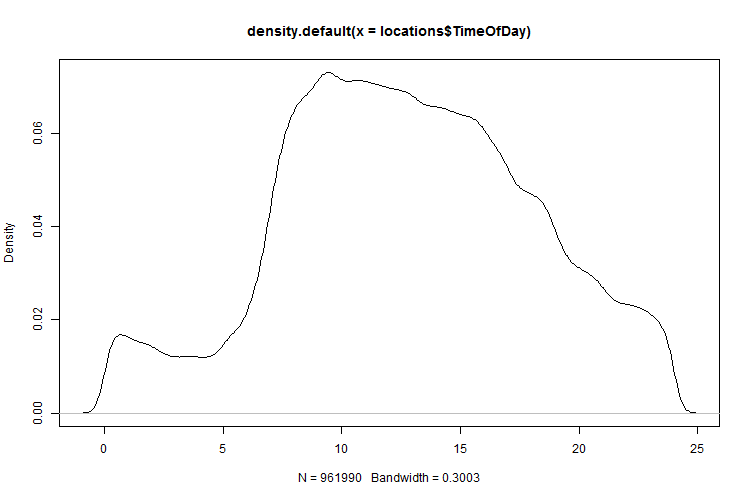 density.default(x = locations$TimeOfDay)
Density
0.00
0.02
0.04
0.06
0 5 10 15 20 25
N = 961990 Bandwidth = 0.3003